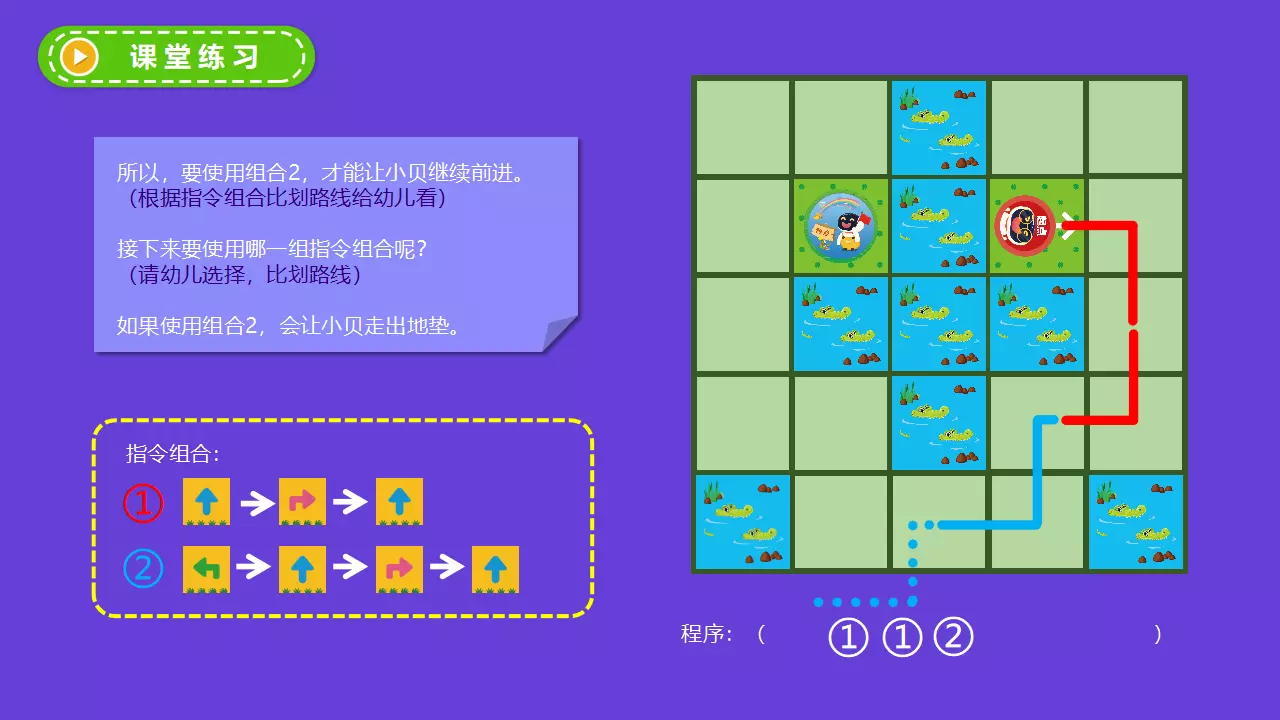 课堂练习
所以，要使用组合2，才能让小贝继续前进。
（根据指令组合比划路线给幼儿看）
接下来要使用哪一组指令组合呢？
（请幼儿选择，比划路线）
如果使用组合2，会让小贝走出地垫。
指令组合：
①
②
终点
起点
程序：（ ①①② ）